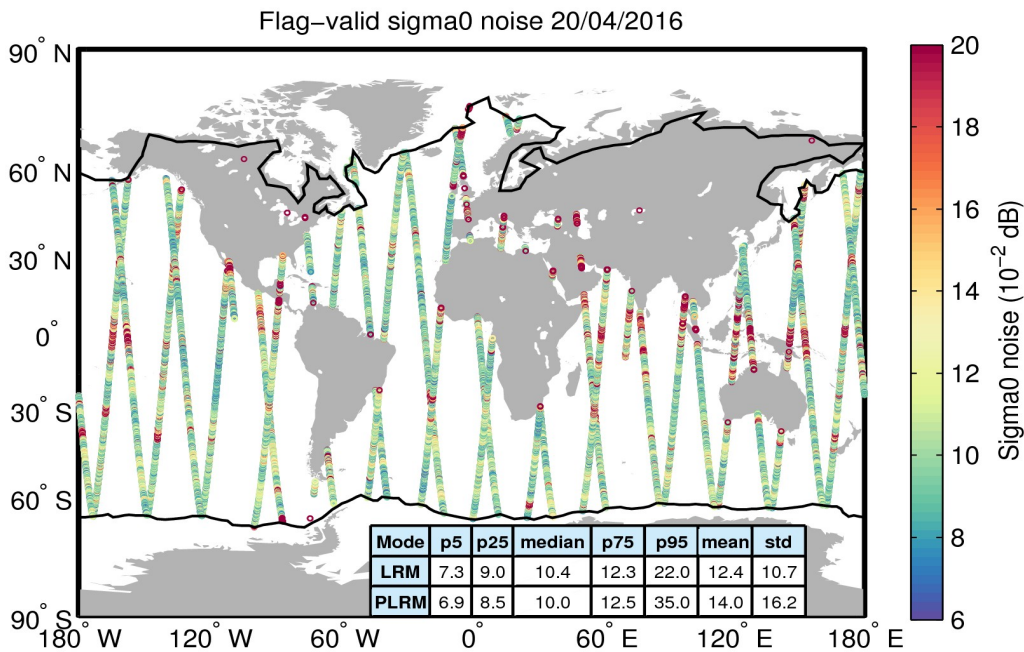 Flag−valid sigma0 noise 20/04/2016
90° N
60° N
30° N
0°
30° S
60° S
90° S
180° W 120° W 60° W 0° 60° E 120° E 180° E
Mode p5 p25 median p75 p95 mean std
LRM 7.3 9.0 10.4 12.3 22.0 12.4 10.7
PLRM 6.9 8.5 10.0 12.5 35.0 14.0 16.2
20
18
16
14
12
10
8
6
Sigma0 noise (10⁻² dB)